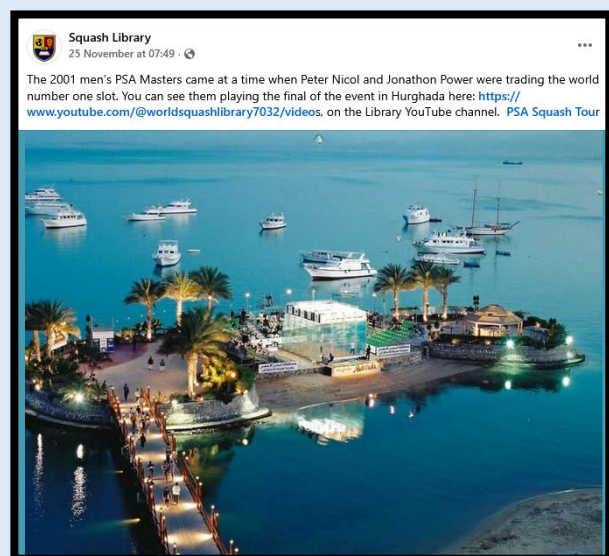 Squash Library
25 November at 07:49 ·
The 2001 men's PSA Masters came at a time when Peter Nicol and Jonathon Power were trading the world
number one slot. You can see them playing the final of the event in Hurghada here: https://
www.youtube.com/@worldsquashlibrary7032/videos, on the Library YouTube channel. PSA Squash Tour
Marriott